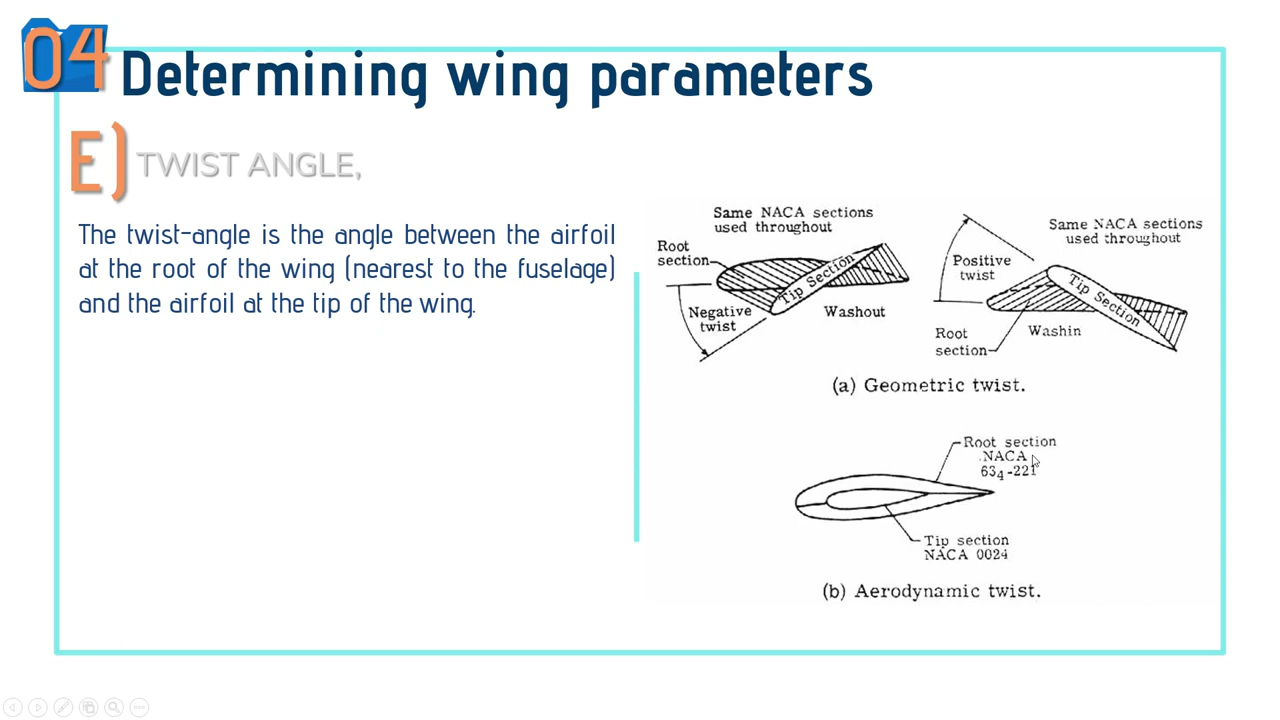 04
Determining wing parameters
E) TWIST ANGLE,
The twist-angle is the angle between the airfoil
at the root of the wing (nearest to the fuselage)
and the airfoil at the tip of the wing.
Same NACA sections
used throughout
Root
section
Tip Section
Negative
twist
Washout
Same NACA sections
used throughout
Positive
twist
Tip Section
Root
section
Washin
(a) Geometric twist.
Root section
NACA
63₄-221
Tip section
NACA 0024
(b) Aerodynamic twist.